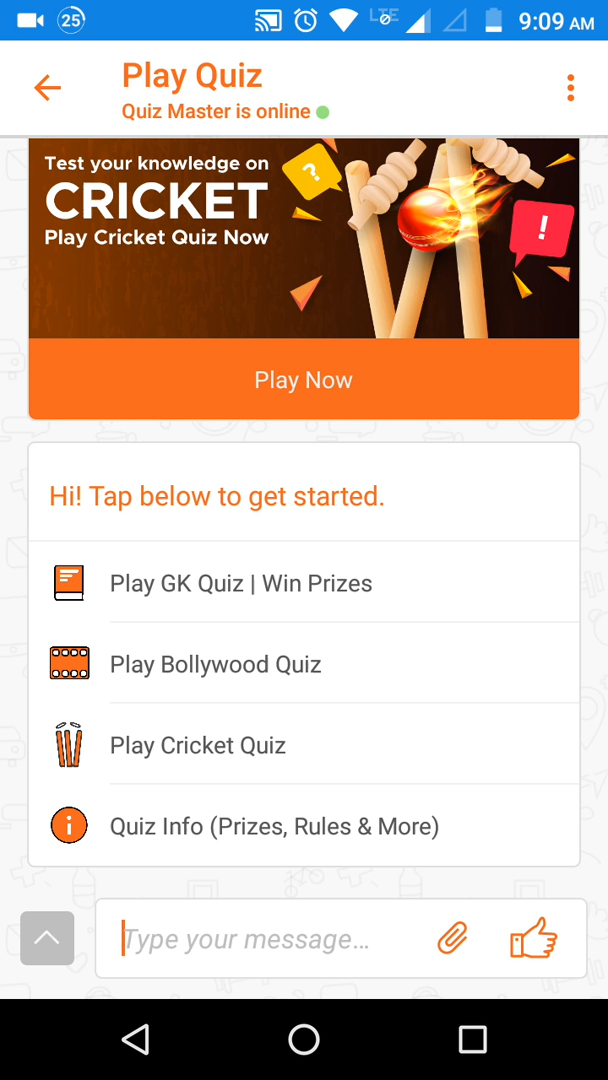 25
LTE
9:09 AM
Play Quiz
Quiz Master is online
Test your knowledge on
CRICKET
Play Cricket Quiz Now
?
!
Play Now
Hi! Tap below to get started.
Play GK Quiz | Win Prizes
Play Bollywood Quiz
Play Cricket Quiz
Quiz Info (Prizes, Rules & More)
Type your message...